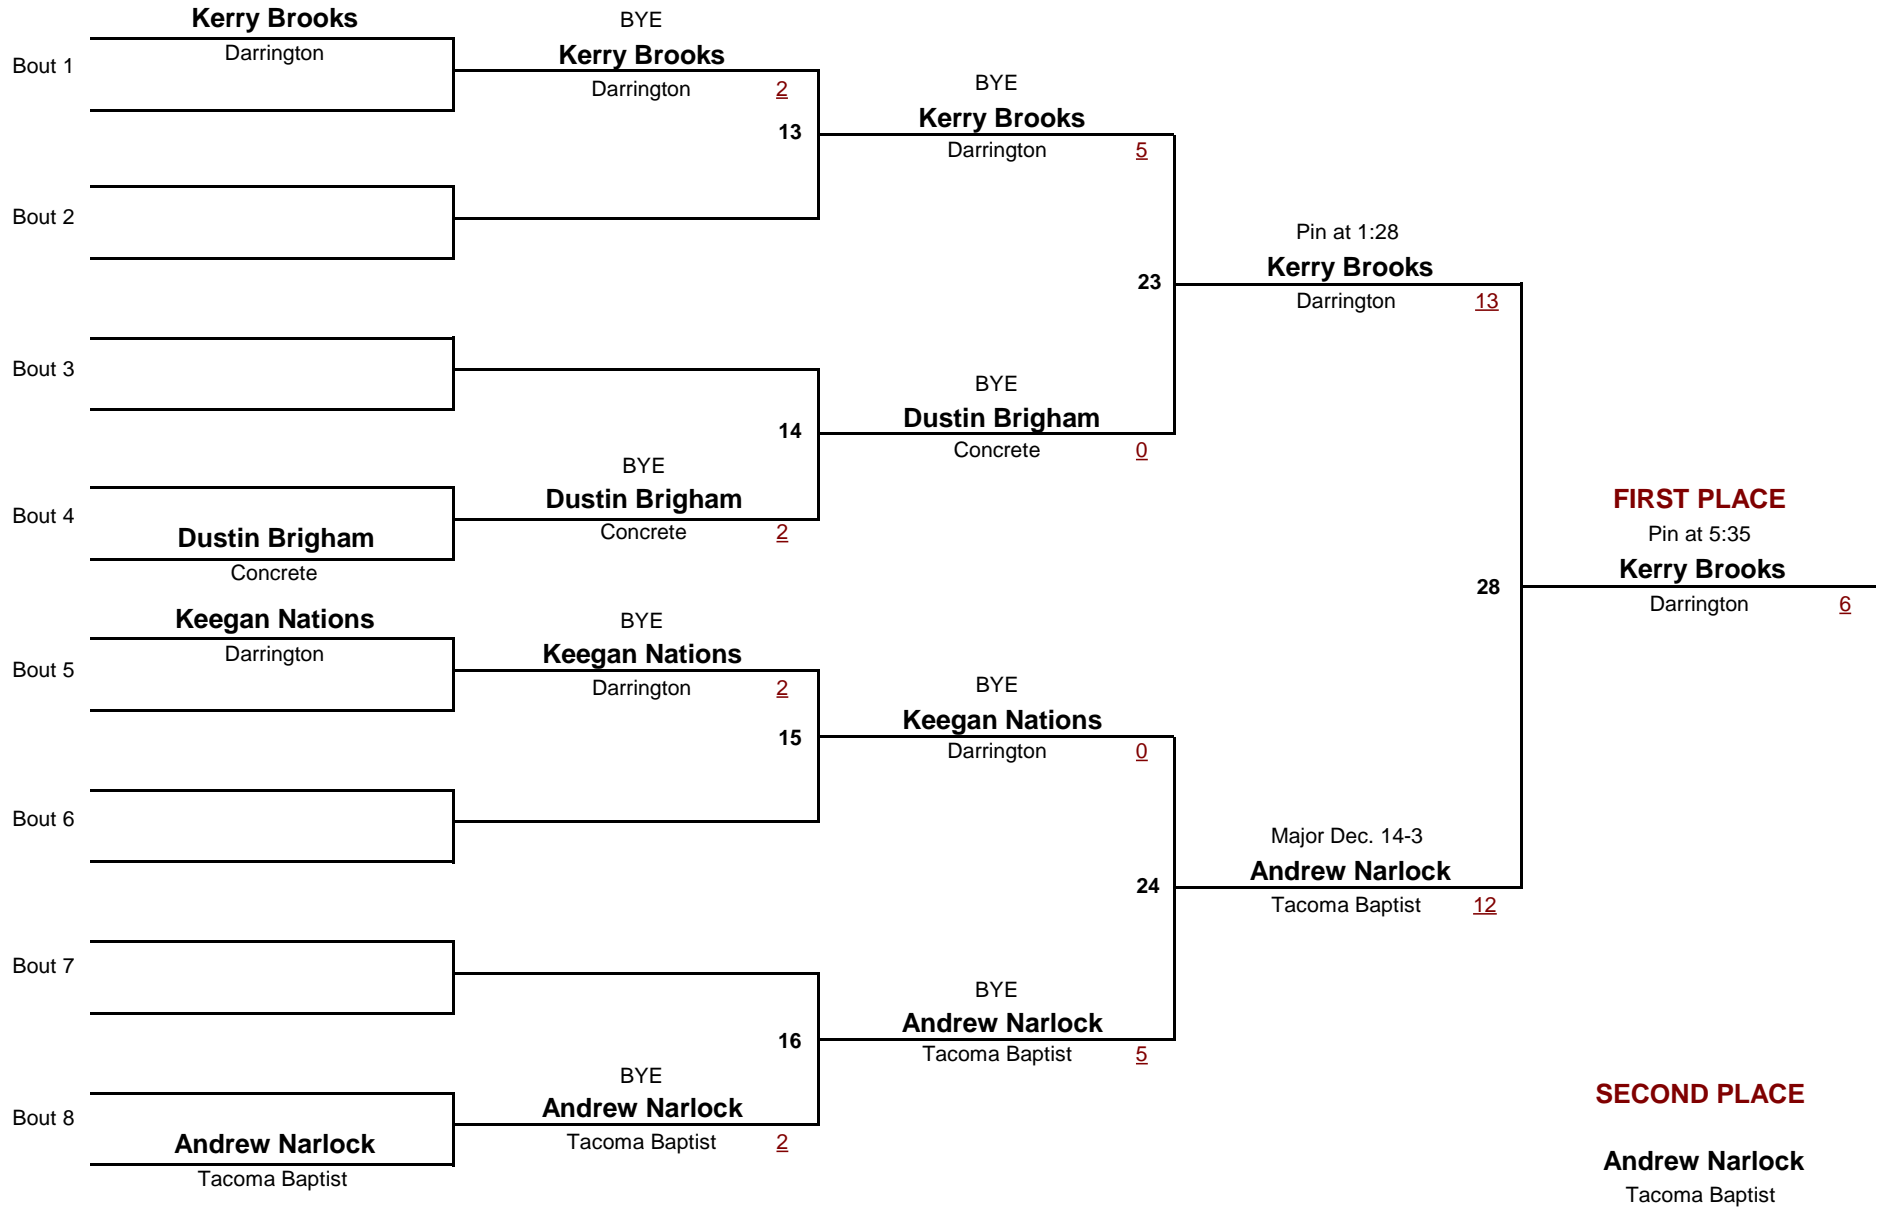 Kerry Brooks
Bout 1
Darrington
Bout 2
Bout 3
Bout 4
Dustin Brigham
Concrete
Keegan Nations
Bout 5
Darrington
Bout 6
Bout 7
Bout 8
Andrew Narlock
Tacoma Baptist
BYE
Kerry Brooks
Darrington 2
13
14
BYE
Dustin Brigham
Concrete 2
BYE
Keegan Nations
Darrington 2
15
16
BYE
Andrew Narlock
Tacoma Baptist 2
BYE
Kerry Brooks
Darrington 5
23
BYE
Dustin Brigham
Concrete 0
BYE
Keegan Nations
Darrington 0
24
BYE
Andrew Narlock
Tacoma Baptist 5
Pin at 1:28
Kerry Brooks
Darrington 13
28
Major Dec. 14-3
Andrew Narlock
Tacoma Baptist 12
FIRST PLACE
Pin at 5:35
Kerry Brooks
Darrington 6
SECOND PLACE
Andrew Narlock
Tacoma Baptist